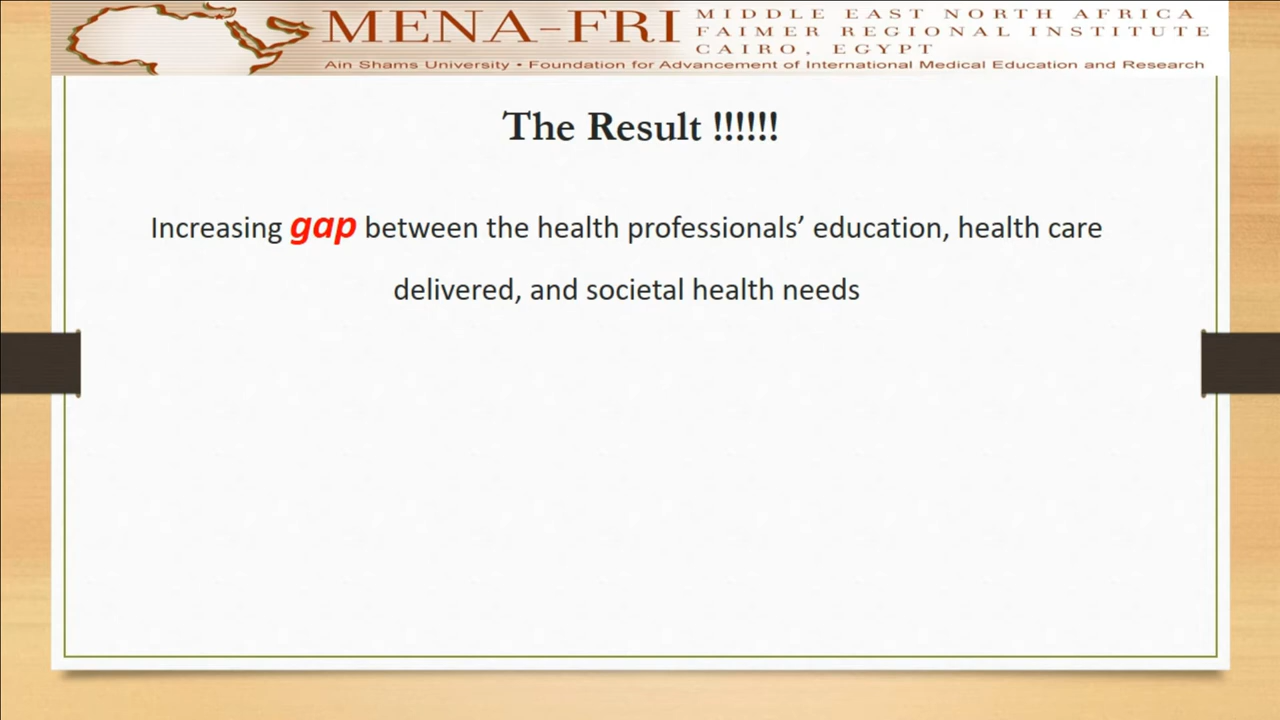 MENA-FRI
MIDDLE EAST NORTH AFRICA
FAIMER REGIONAL INSTITUTE
CAIRO, EGYPT
Ain Shams University • Foundation for Advancement of International Medical Education and Research
The Result !!!!!!
Increasing gap between the health professionals’ education, health care
delivered, and societal health needs